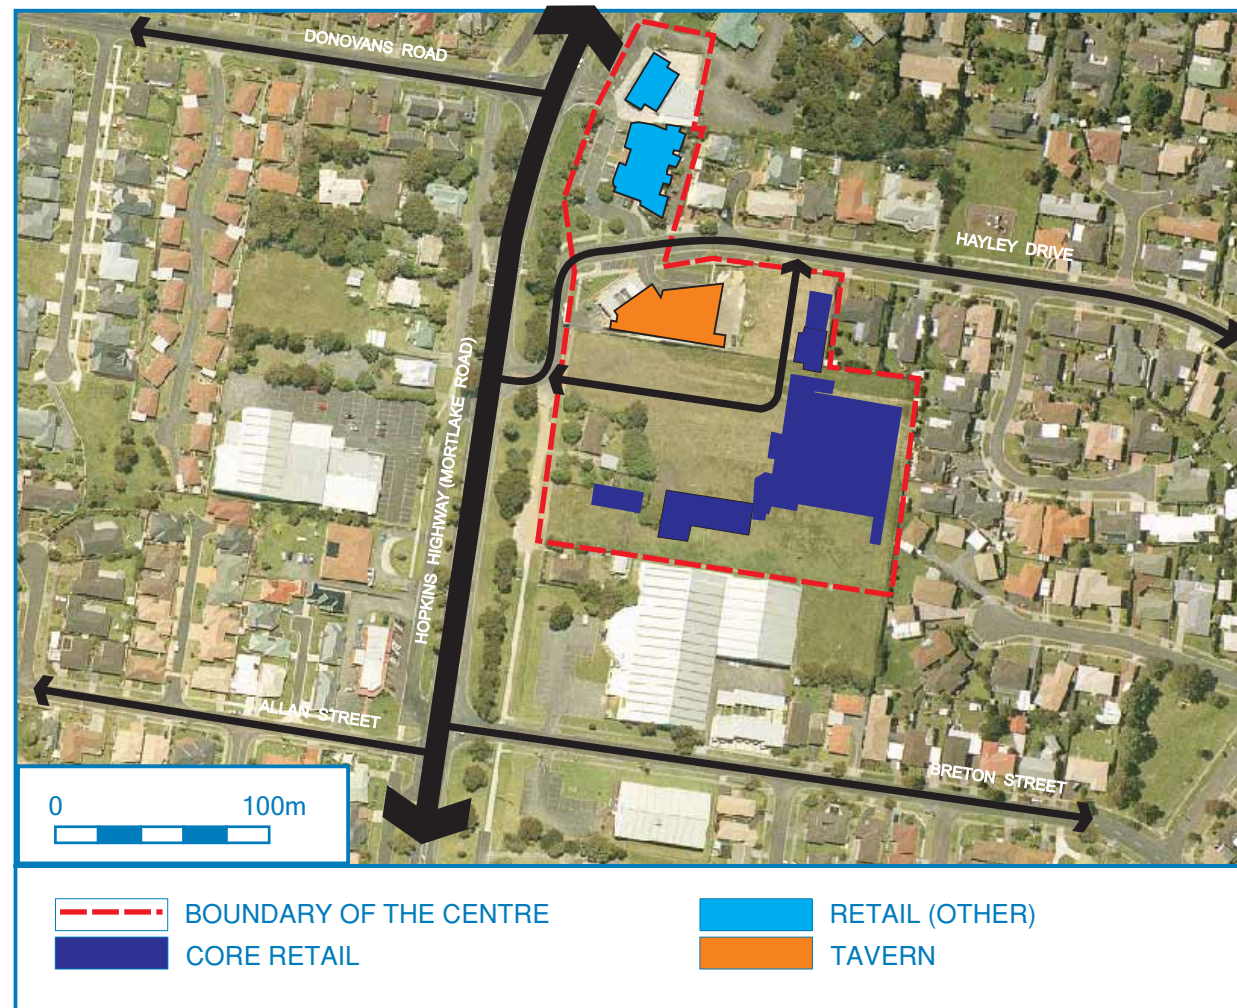 DONOVANS ROAD
HAYLEY DRIVE
HOPKINS HIGHWAY (MORTLAKE ROAD)
ALLAN STREET
BRETON STREET
0 100m
BOUNDARY OF THE CENTRE
RETAIL (OTHER)
CORE RETAIL
TAVERN